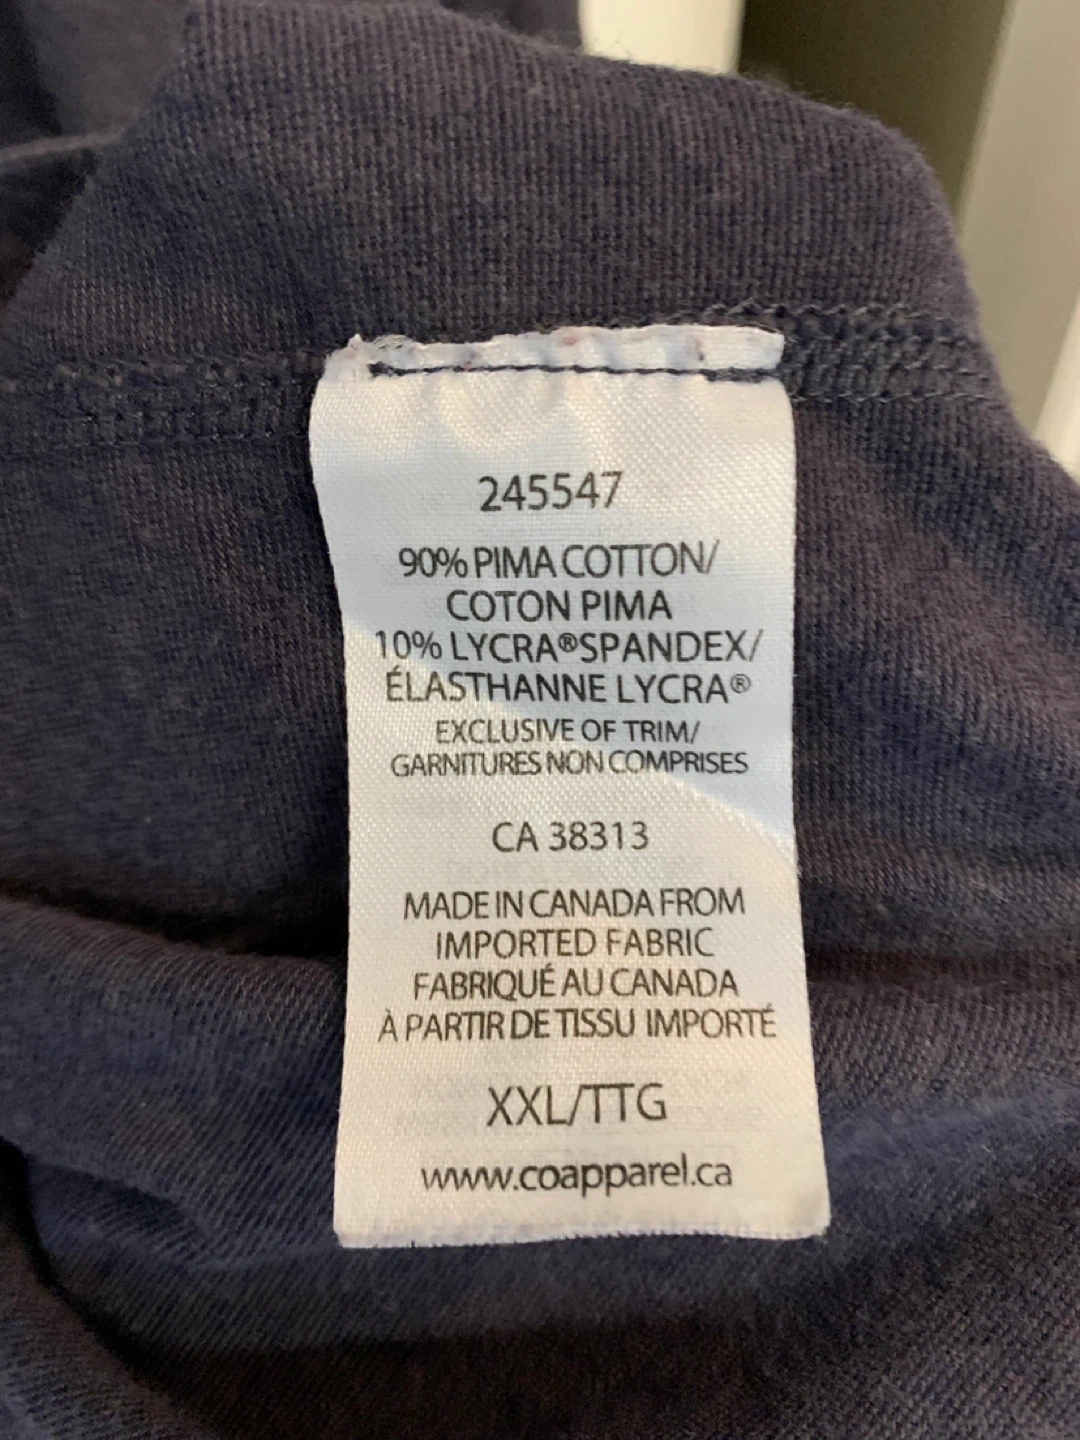 245547
90% PIMA COTTON/
COTON PIMA
10% LYCRA® SPANDEX/
ÉLASTHANNE LYCRA®
EXCLUSIVE OF TRIM/
GARNITURES NON COMPRISES
CA 38313
MADE IN CANADA FROM
IMPORTED FABRIC
FABRIQUÉ AU CANADA
À PARTIR DE TISSU IMPORTÉ
XXL/TTG
www.coapparel.ca